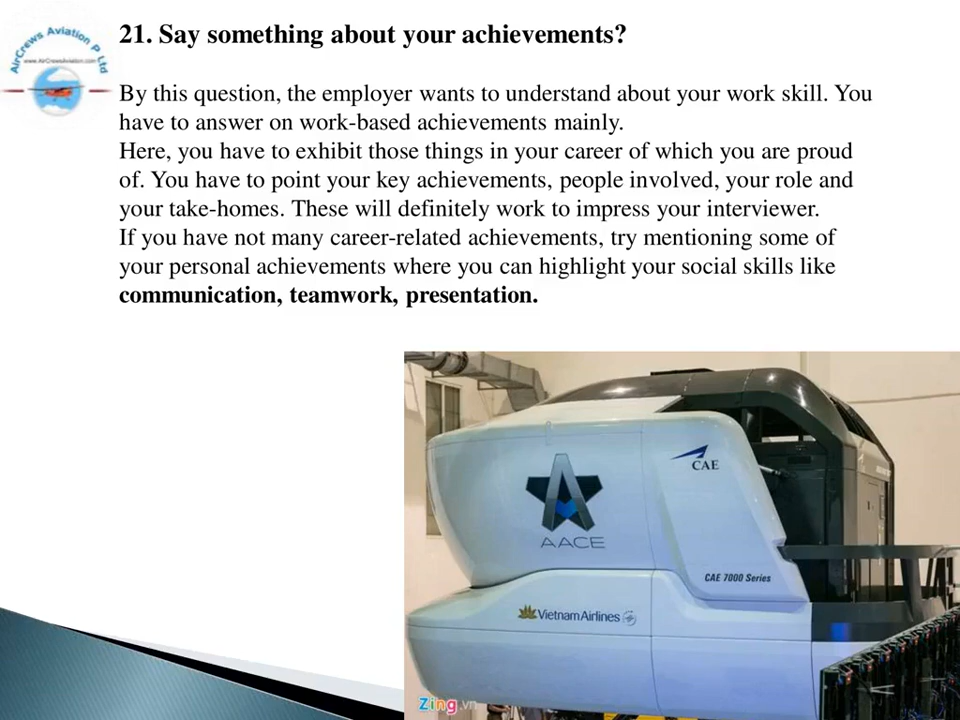 AirCrews Aviation P Ltd
www.AirCrewsAviation.com
21. Say something about your achievements?
By this question, the employer wants to understand about your work skill. You
have to answer on work-based achievements mainly.
Here, you have to exhibit those things in your career of which you are proud
of. You have to point your key achievements, people involved, your role and
your take-homes. These will definitely work to impress your interviewer.
If you have not many career-related achievements, try mentioning some of
your personal achievements where you can highlight your social skills like
communication, teamwork, presentation.
CAE
AACE
CAE 7000 Series
Vietnam Airlines
Zing.vn